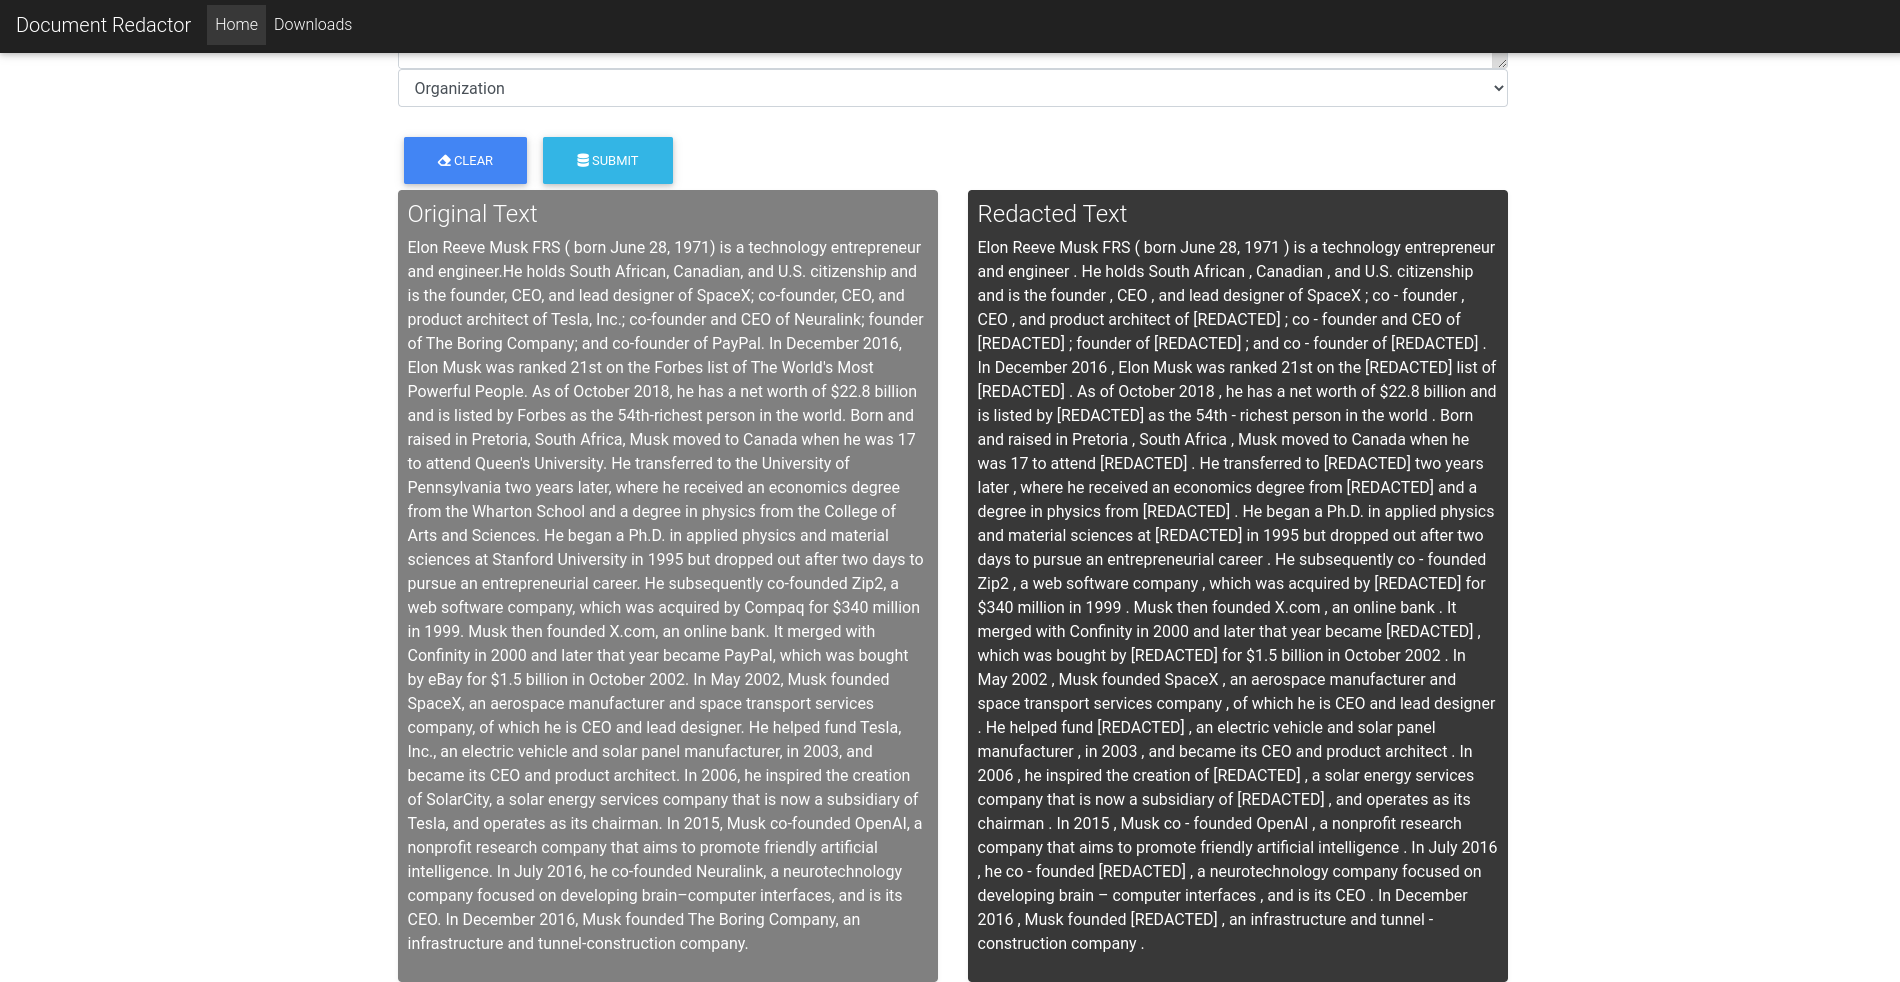 Document Redactor Home Downloads
Organization
CLEAR SUBMIT
Original Text
Elon Reeve Musk FRS ( born June 28, 1971) is a technology entrepreneur
and engineer.He holds South African, Canadian, and U.S. citizenship and
is the founder, CEO, and lead designer of SpaceX; co-founder, CEO, and
product architect of Tesla, Inc.; co-founder and CEO of Neuralink; founder
of The Boring Company; and co-founder of PayPal. In December 2016,
Elon Musk was ranked 21st on the Forbes list of The World's Most
Powerful People. As of October 2018, he has a net worth of $22.8 billion
and is listed by Forbes as the 54th-richest person in the world. Born and
raised in Pretoria, South Africa, Musk moved to Canada when he was 17
to attend Queen's University. He transferred to the University of
Pennsylvania two years later, where he received an economics degree
from the Wharton School and a degree in physics from the College of
Arts and Sciences. He began a Ph.D. in applied physics and material
sciences at Stanford University in 1995 but dropped out after two days to
pursue an entrepreneurial career. He subsequently co-founded Zip2, a
web software company, which was acquired by Compaq for $340 million
in 1999. Musk then founded X.com, an online bank. It merged with
Confinity in 2000 and later that year became PayPal, which was bought
by eBay for $1.5 billion in October 2002. In May 2002, Musk founded
SpaceX, an aerospace manufacturer and space transport services
company, of which he is CEO and lead designer. He helped fund Tesla,
Inc., an electric vehicle and solar panel manufacturer, in 2003, and
became its CEO and product architect. In 2006, he inspired the creation
of SolarCity, a solar energy services company that is now a subsidiary of
Tesla, and operates as its chairman. In 2015, Musk co-founded OpenAI, a
nonprofit research company that aims to promote friendly artificial
intelligence. In July 2016, he co-founded Neuralink, a neurotechnology
company focused on developing brain–computer interfaces, and is its
CEO. In December 2016, Musk founded The Boring Company, an
infrastructure and tunnel-construction company.
Redacted Text
Elon Reeve Musk FRS ( born June 28, 1971 ) is a technology entrepreneur
and engineer . He holds South African , Canadian , and U.S. citizenship
and is the founder , CEO , and lead designer of SpaceX ; co - founder ,
CEO , and product architect of [REDACTED] ; co - founder and CEO of
[REDACTED] ; founder of [REDACTED] ; and co - founder of [REDACTED] .
In December 2016 , Elon Musk was ranked 21st on the [REDACTED] list of
[REDACTED] . As of October 2018 , he has a net worth of $22.8 billion and
is listed by [REDACTED] as the 54th - richest person in the world . Born
and raised in Pretoria , South Africa , Musk moved to Canada when he
was 17 to attend [REDACTED] . He transferred to [REDACTED] two years
later , where he received an economics degree from [REDACTED] and a
degree in physics from [REDACTED] . He began a Ph.D. in applied physics
and material sciences at [REDACTED] in 1995 but dropped out after two
days to pursue an entrepreneurial career . He subsequently co - founded
Zip2 , a web software company , which was acquired by [REDACTED] for
$340 million in 1999 . Musk then founded X.com , an online bank . It
merged with Confinity in 2000 and later that year became [REDACTED] ,
which was bought by [REDACTED] for $1.5 billion in October 2002 . In
May 2002 , Musk founded SpaceX , an aerospace manufacturer and
space transport services company , of which he is CEO and lead designer
. He helped fund [REDACTED] , an electric vehicle and solar panel
manufacturer , in 2003 , and became its CEO and product architect . In
2006 , he inspired the creation of [REDACTED] , a solar energy services
company that is now a subsidiary of [REDACTED] , and operates as its
chairman . In 2015 , Musk co - founded OpenAI , a nonprofit research
company that aims to promote friendly artificial intelligence . In July 2016
, he co - founded [REDACTED] , a neurotechnology company focused on
developing brain – computer interfaces , and is its CEO . In December
2016 , Musk founded [REDACTED] , an infrastructure and tunnel -
construction company .